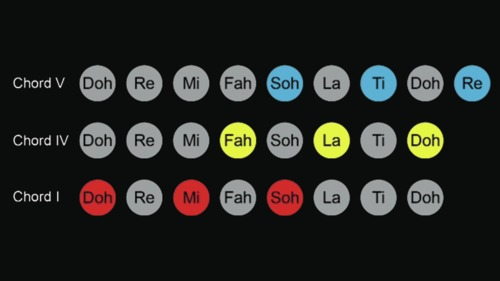 Chord V Doh Re Mi Fah Soh La Ti Doh Re
Chord IV Doh Re Mi Fah Soh La Ti Doh
Chord I Doh Re Mi Fah Soh La Ti Doh